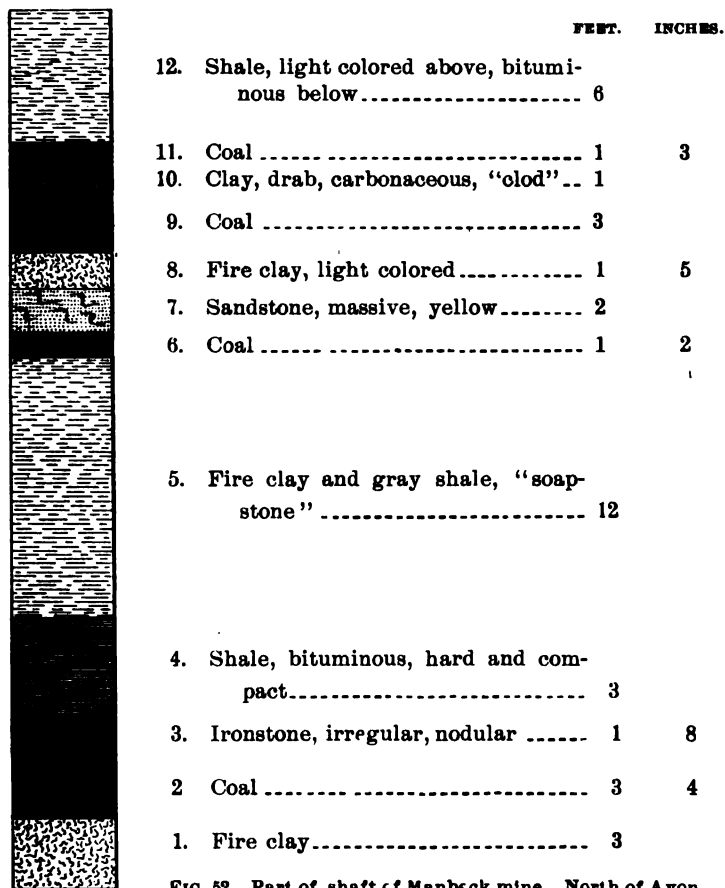 FEET. INCHES.
12. Shale, light colored above, bitumi-
nous below 6
11. Coal 1 3
10. Clay, drab, carbonaceous, "clod" 1
9. Coal 3
8. Fire clay, light colored 1 5
7. Sandstone, massive, yellow 2
6. Coal 1 2
5. Fire clay and gray shale, "soap-
stone" 12
4. Shale, bituminous, hard and com-
pact 3
3. Ironstone, irregular, nodular 1 8
2 Coal 3 4
1. Fire clay 3
FIG. 52. Part of shaft of Manbeck mine. North of Avon